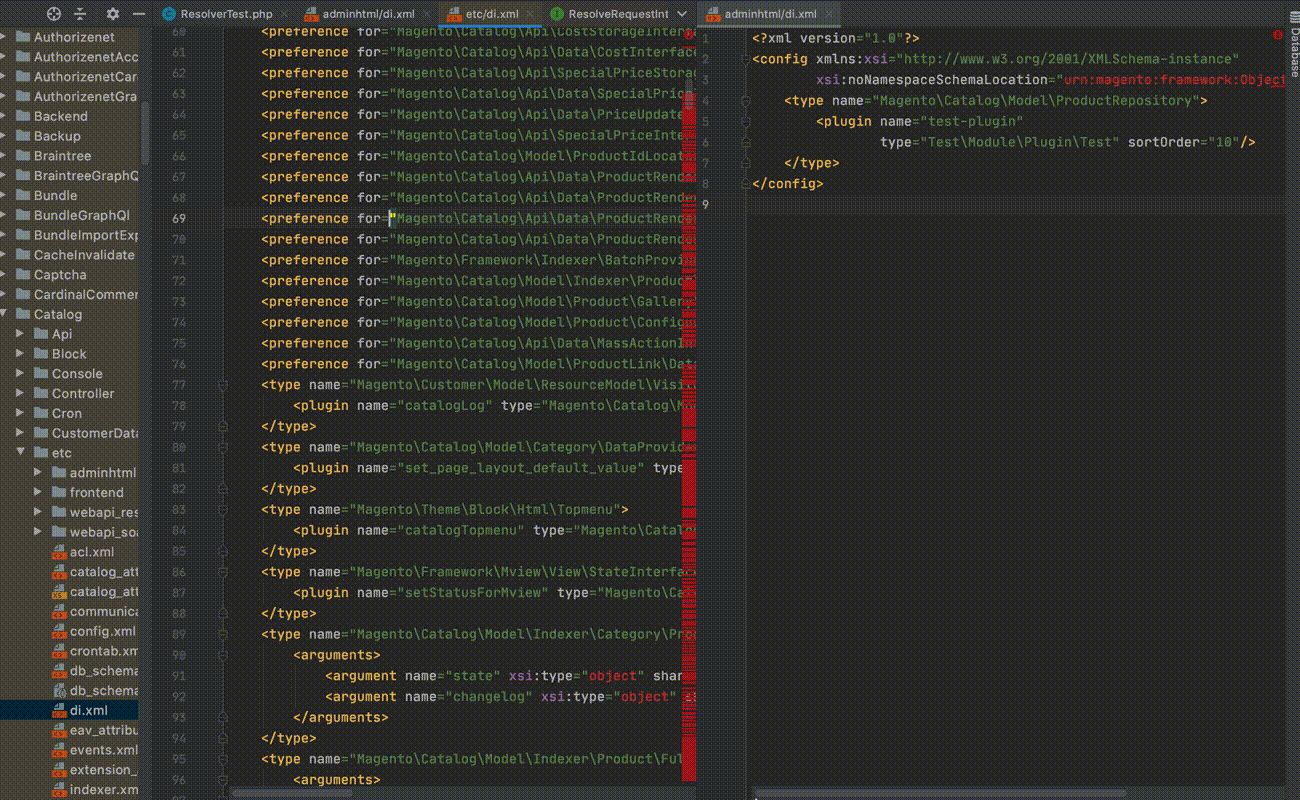 ResolverTest.php
adminhtml/di.xml
etc/di.xml
ResolveRequestInt
adminhtml/di.xml
Database
Authorizenet
AuthorizenetAcc
AuthorizenetCar
AuthorizenetGra
Backend
Backup
Braintree
BraintreeGraphQ
Bundle
BundleGraphQl
BundleImportExp
CacheInvalidate
Captcha
CardinalCommer
Catalog
Api
Block
Console
Controller
Cron
CustomerData
etc
adminhtml
frontend
webapi_res
webapi_soa
acl.xml
catalog_att
catalog_att
communica
config.xml
crontab.xm
db_schema
db_schema
di.xml
eav_attribu
events.xml
extension_
indexer.xm
60 <preference for="Magento\Catalog\Api\CostStorageInterfa
61 <preference for="Magento\Catalog\Api\Data\CostInterfac
62 <preference for="Magento\Catalog\Api\SpecialPriceStorag
63 <preference for="Magento\Catalog\Api\Data\SpecialPric
64 <preference for="Magento\Catalog\Api\Data\PriceUpdate
65 <preference for="Magento\Catalog\Api\SpecialPriceInte
66 <preference for="Magento\Catalog\Model\ProductIdLocat
67 <preference for="Magento\Catalog\Api\Data\ProductRende
68 <preference for="Magento\Catalog\Api\Data\ProductRende
69 <preference for="Magento\Catalog\Api\Data\ProductRende
70 <preference for="Magento\Catalog\Api\Data\ProductRende
71 <preference for="Magento\Framework\Indexer\BatchProvi
72 <preference for="Magento\Catalog\Model\Indexer\Produc
73 <preference for="Magento\Catalog\Model\Product\Galler
74 <preference for="Magento\Catalog\Model\Product\Config
75 <preference for="Magento\Catalog\Api\Data\MassActionI
76 <preference for="Magento\Catalog\Model\ProductLink\Dat
77 <type name="Magento\Customer\Model\ResourceModel\Visi
78 <plugin name="catalogLog" type="Magento\Catalog\Mo
79 </type>
80 <type name="Magento\Catalog\Model\Category\DataProvid
81 <plugin name="set_page_layout_default_value" type
82 </type>
83 <type name="Magento\Theme\Block\Html\Topmenu">
84 <plugin name="catalogTopmenu" type="Magento\Catal
85 </type>
86 <type name="Magento\Framework\Mview\View\StateInterfac
87 <plugin name="setStatusForMview" type="Magento\Ca
88 </type>
89 <type name="Magento\Catalog\Model\Indexer\Category\Pro
90 <arguments>
91 <argument name="state" xsi:type="object" shar
92 <argument name="changelog" xsi:type="object" s
93 </arguments>
94 </type>
95 <type name="Magento\Catalog\Model\Indexer\Product\Ful
96 <arguments>
1 <?xml version="1.0"?>
2 <config xmlns:xsi="http://www.w3.org/2001/XMLSchema-instance"
3 xsi:noNamespaceSchemaLocation="urn:magento:framework:Object
4 <type name="Magento\Catalog\Model\ProductRepository">
5 <plugin name="test-plugin"
6 type="Test\Module\Plugin\Test" sortOrder="10"/>
7 </type>
8 </config>
9